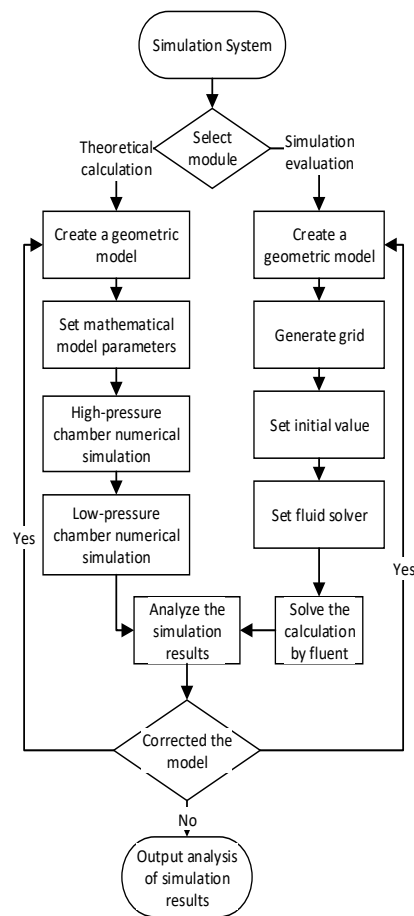 Simulation System
Select
module
Theoretical
calculation
Simulation
evaluation
Create a geometric
model
Create a
geometric model
Set mathematical
model parameters
Generate grid
High-pressure
chamber numerical
simulation
Set initial value
Low-pressure
chamber numerical
simulation
Set fluid solver
Yes
Yes
Analyze the
simulation
results
Solve the
calculation
by fluent
Corrected the
model
No
Output analysis
of simulation
results